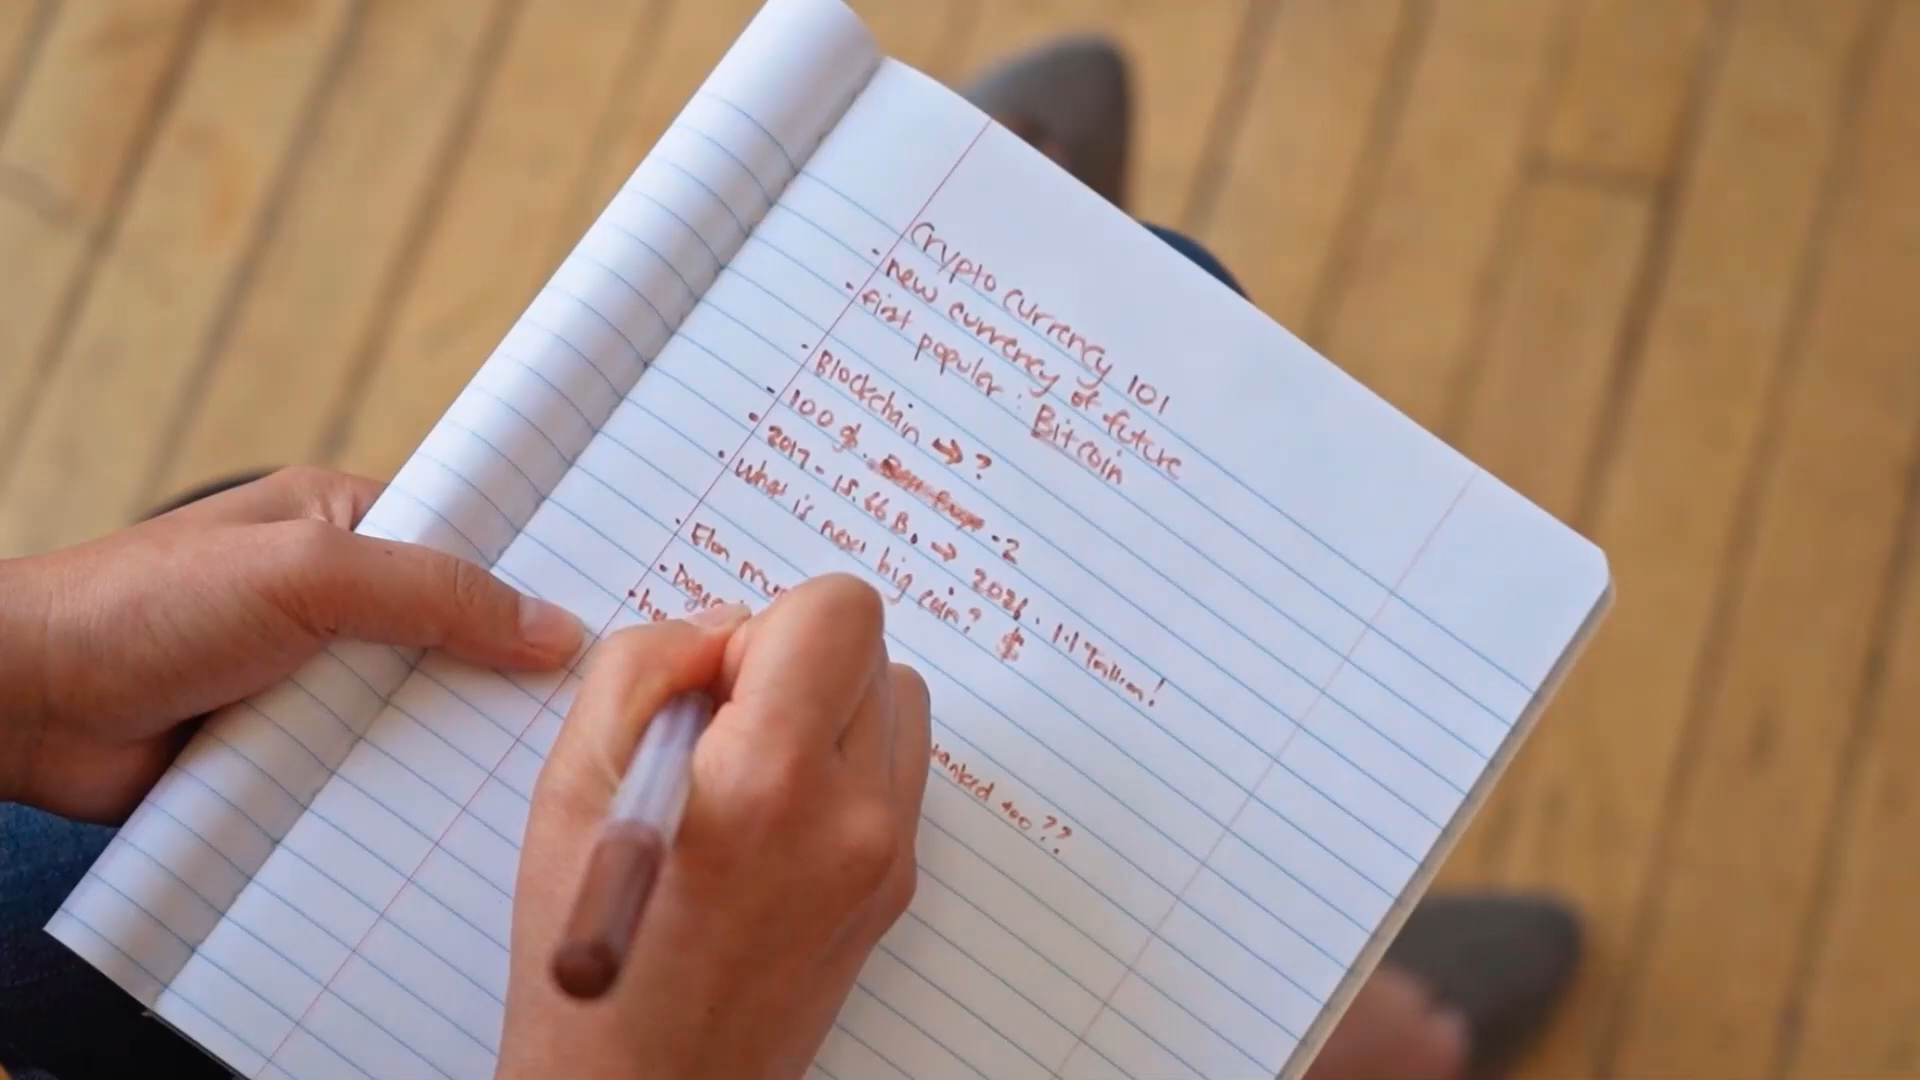 Crypto Currency 101
- new currency of future
- first popular : Bitcoin
- Blockchain → ?
- 100 $ . - 2
- 2017 - 15.66 B. → 2021 . 1.1 Trillion!
- What is next big coin? $
- Elon
- 
- 
wanked too??